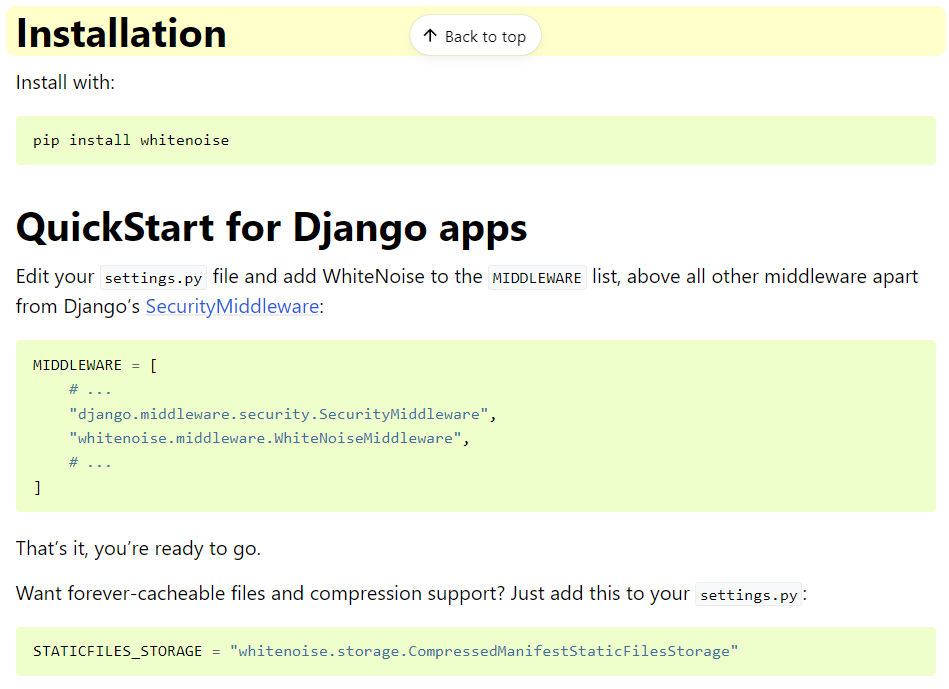 Installation
↑ Back to top
Install with:
pip install whitenoise
QuickStart for Django apps
Edit your settings.py file and add WhiteNoise to the MIDDLEWARE list, above all other middleware apart
from Django’s SecurityMiddleware:
MIDDLEWARE = [
    # ...
    "django.middleware.security.SecurityMiddleware",
    "whitenoise.middleware.WhiteNoiseMiddleware",
    # ...
]
That’s it, you’re ready to go.
Want forever-cacheable files and compression support? Just add this to your settings.py:
STATICFILES_STORAGE = "whitenoise.storage.CompressedManifestStaticFilesStorage"